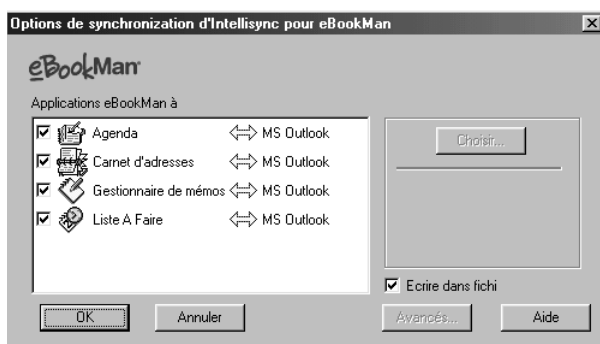 Options de synchronization d'Intellisync pour eBookMan
eBookMan
Applications eBookMan à
Agenda MS Outlook
Carnet d'adresses MS Outlook
Gestionnaire de mémos MS Outlook
Liste A Faire MS Outlook
Choisir...
Ecrire dans fichi
OK Annuler Avancés... Aide